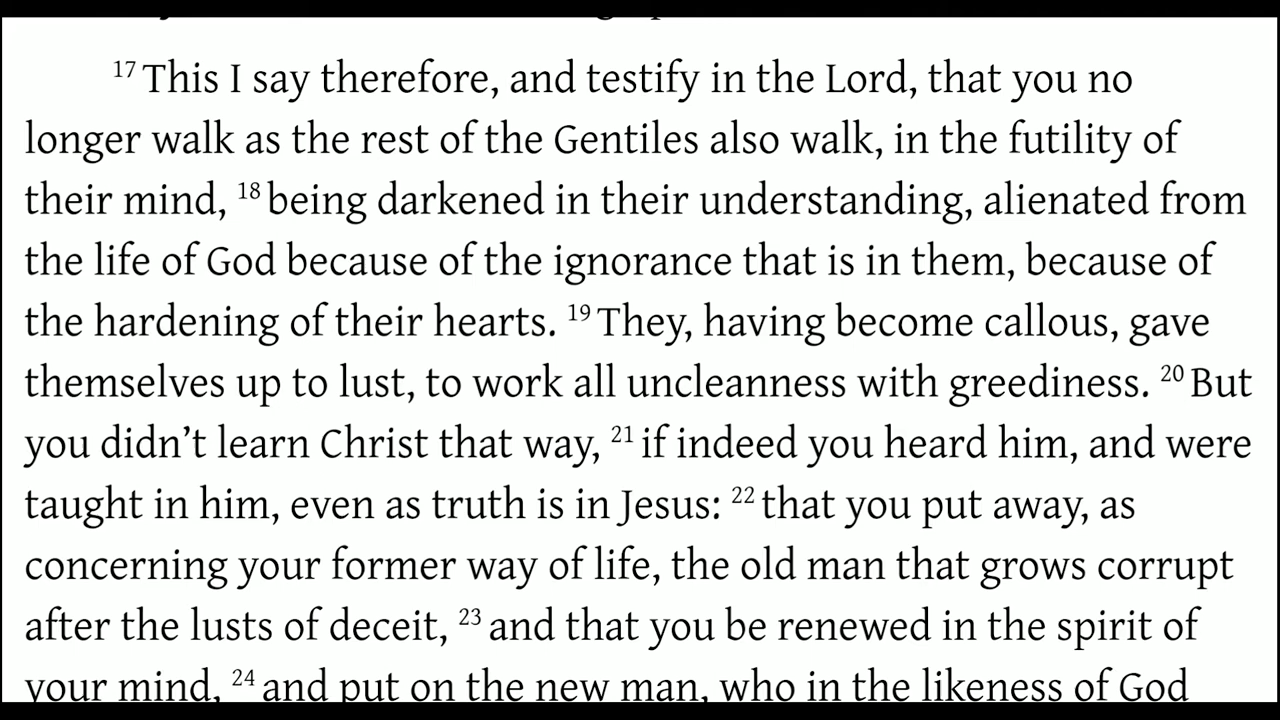 17 This I say therefore, and testify in the Lord, that you no
longer walk as the rest of the Gentiles also walk, in the futility of
their mind, 18 being darkened in their understanding, alienated from
the life of God because of the ignorance that is in them, because of
the hardening of their hearts. 19 They, having become callous, gave
themselves up to lust, to work all uncleanness with greediness. 20 But
you didn’t learn Christ that way, 21 if indeed you heard him, and were
taught in him, even as truth is in Jesus: 22 that you put away, as
concerning your former way of life, the old man that grows corrupt
after the lusts of deceit, 23 and that you be renewed in the spirit of
your mind, 24 and put on the new man, who in the likeness of God